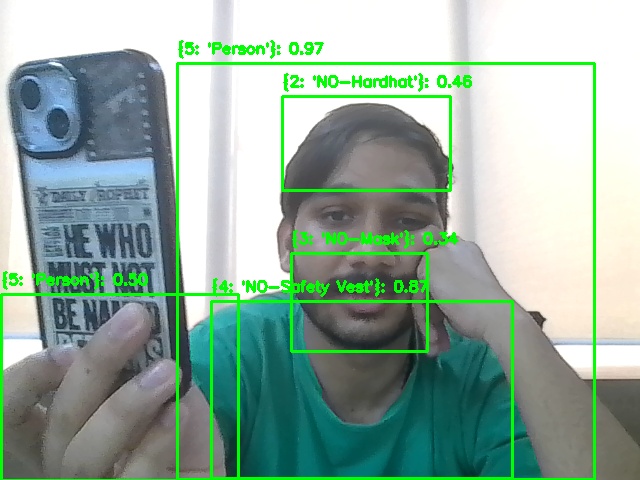 {5: 'Person'}: 0.97
{2: 'NO-Hardhat'}: 0.46
DAILY PROPHET
HE WHO
MUST NOT
BE NAMED
{3: 'NO-Mask'}: 0.34
{5: 'Person'}: 0.50
{4: 'NO-Safety Vest'}: 0.87